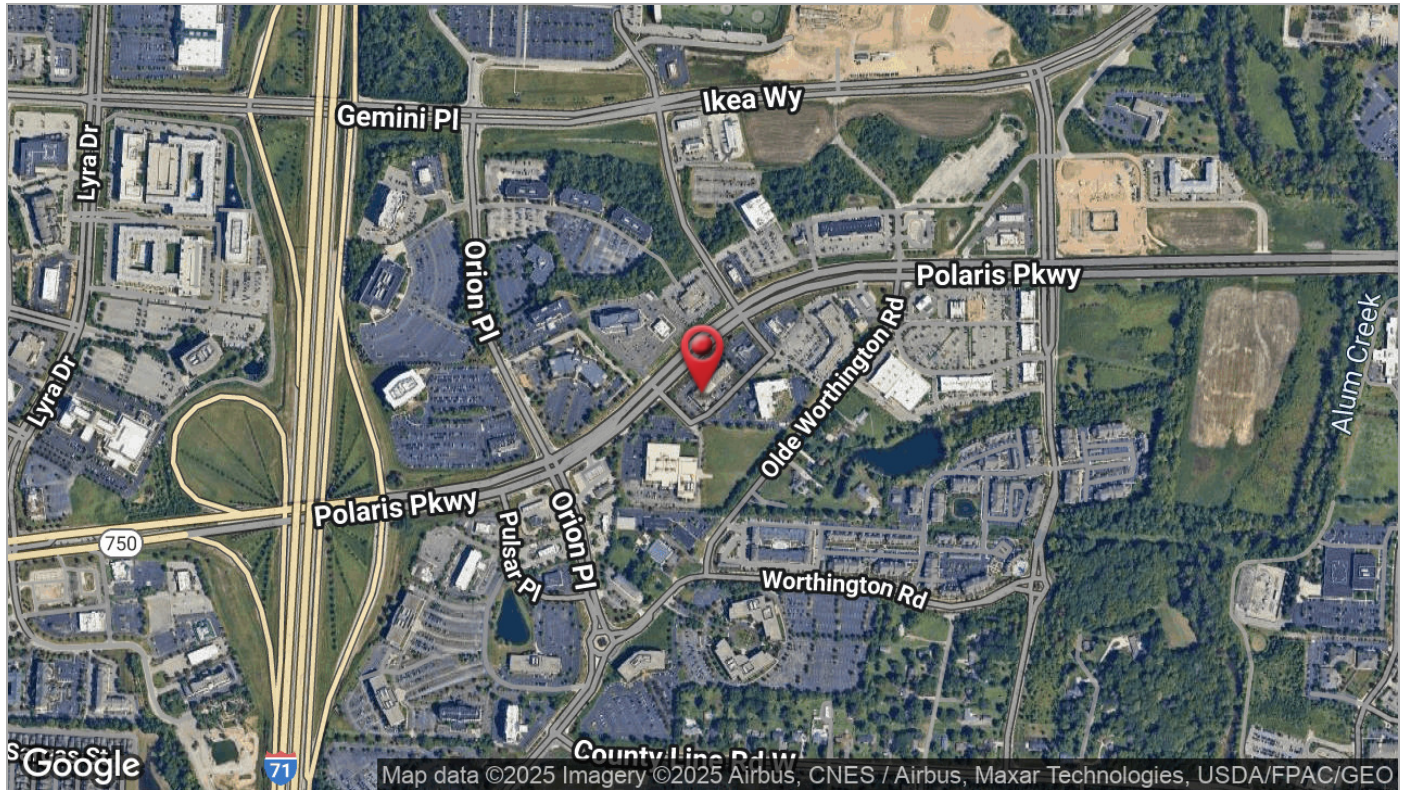 Ikea Wy
Gemini Pl
Lyra Dr
Orion Pl
Polaris Pkwy
Olde Worthington Rd
Alum Creek
Lyra Dr
Polaris Pkwy
Orion Pl
Pulsar Pl
750
Worthington Rd
County Line Rd W
Google
71
Map data ©2025 Imagery ©2025 Airbus, CNES / Airbus, Maxar Technologies, USDA/FPAC/GEO